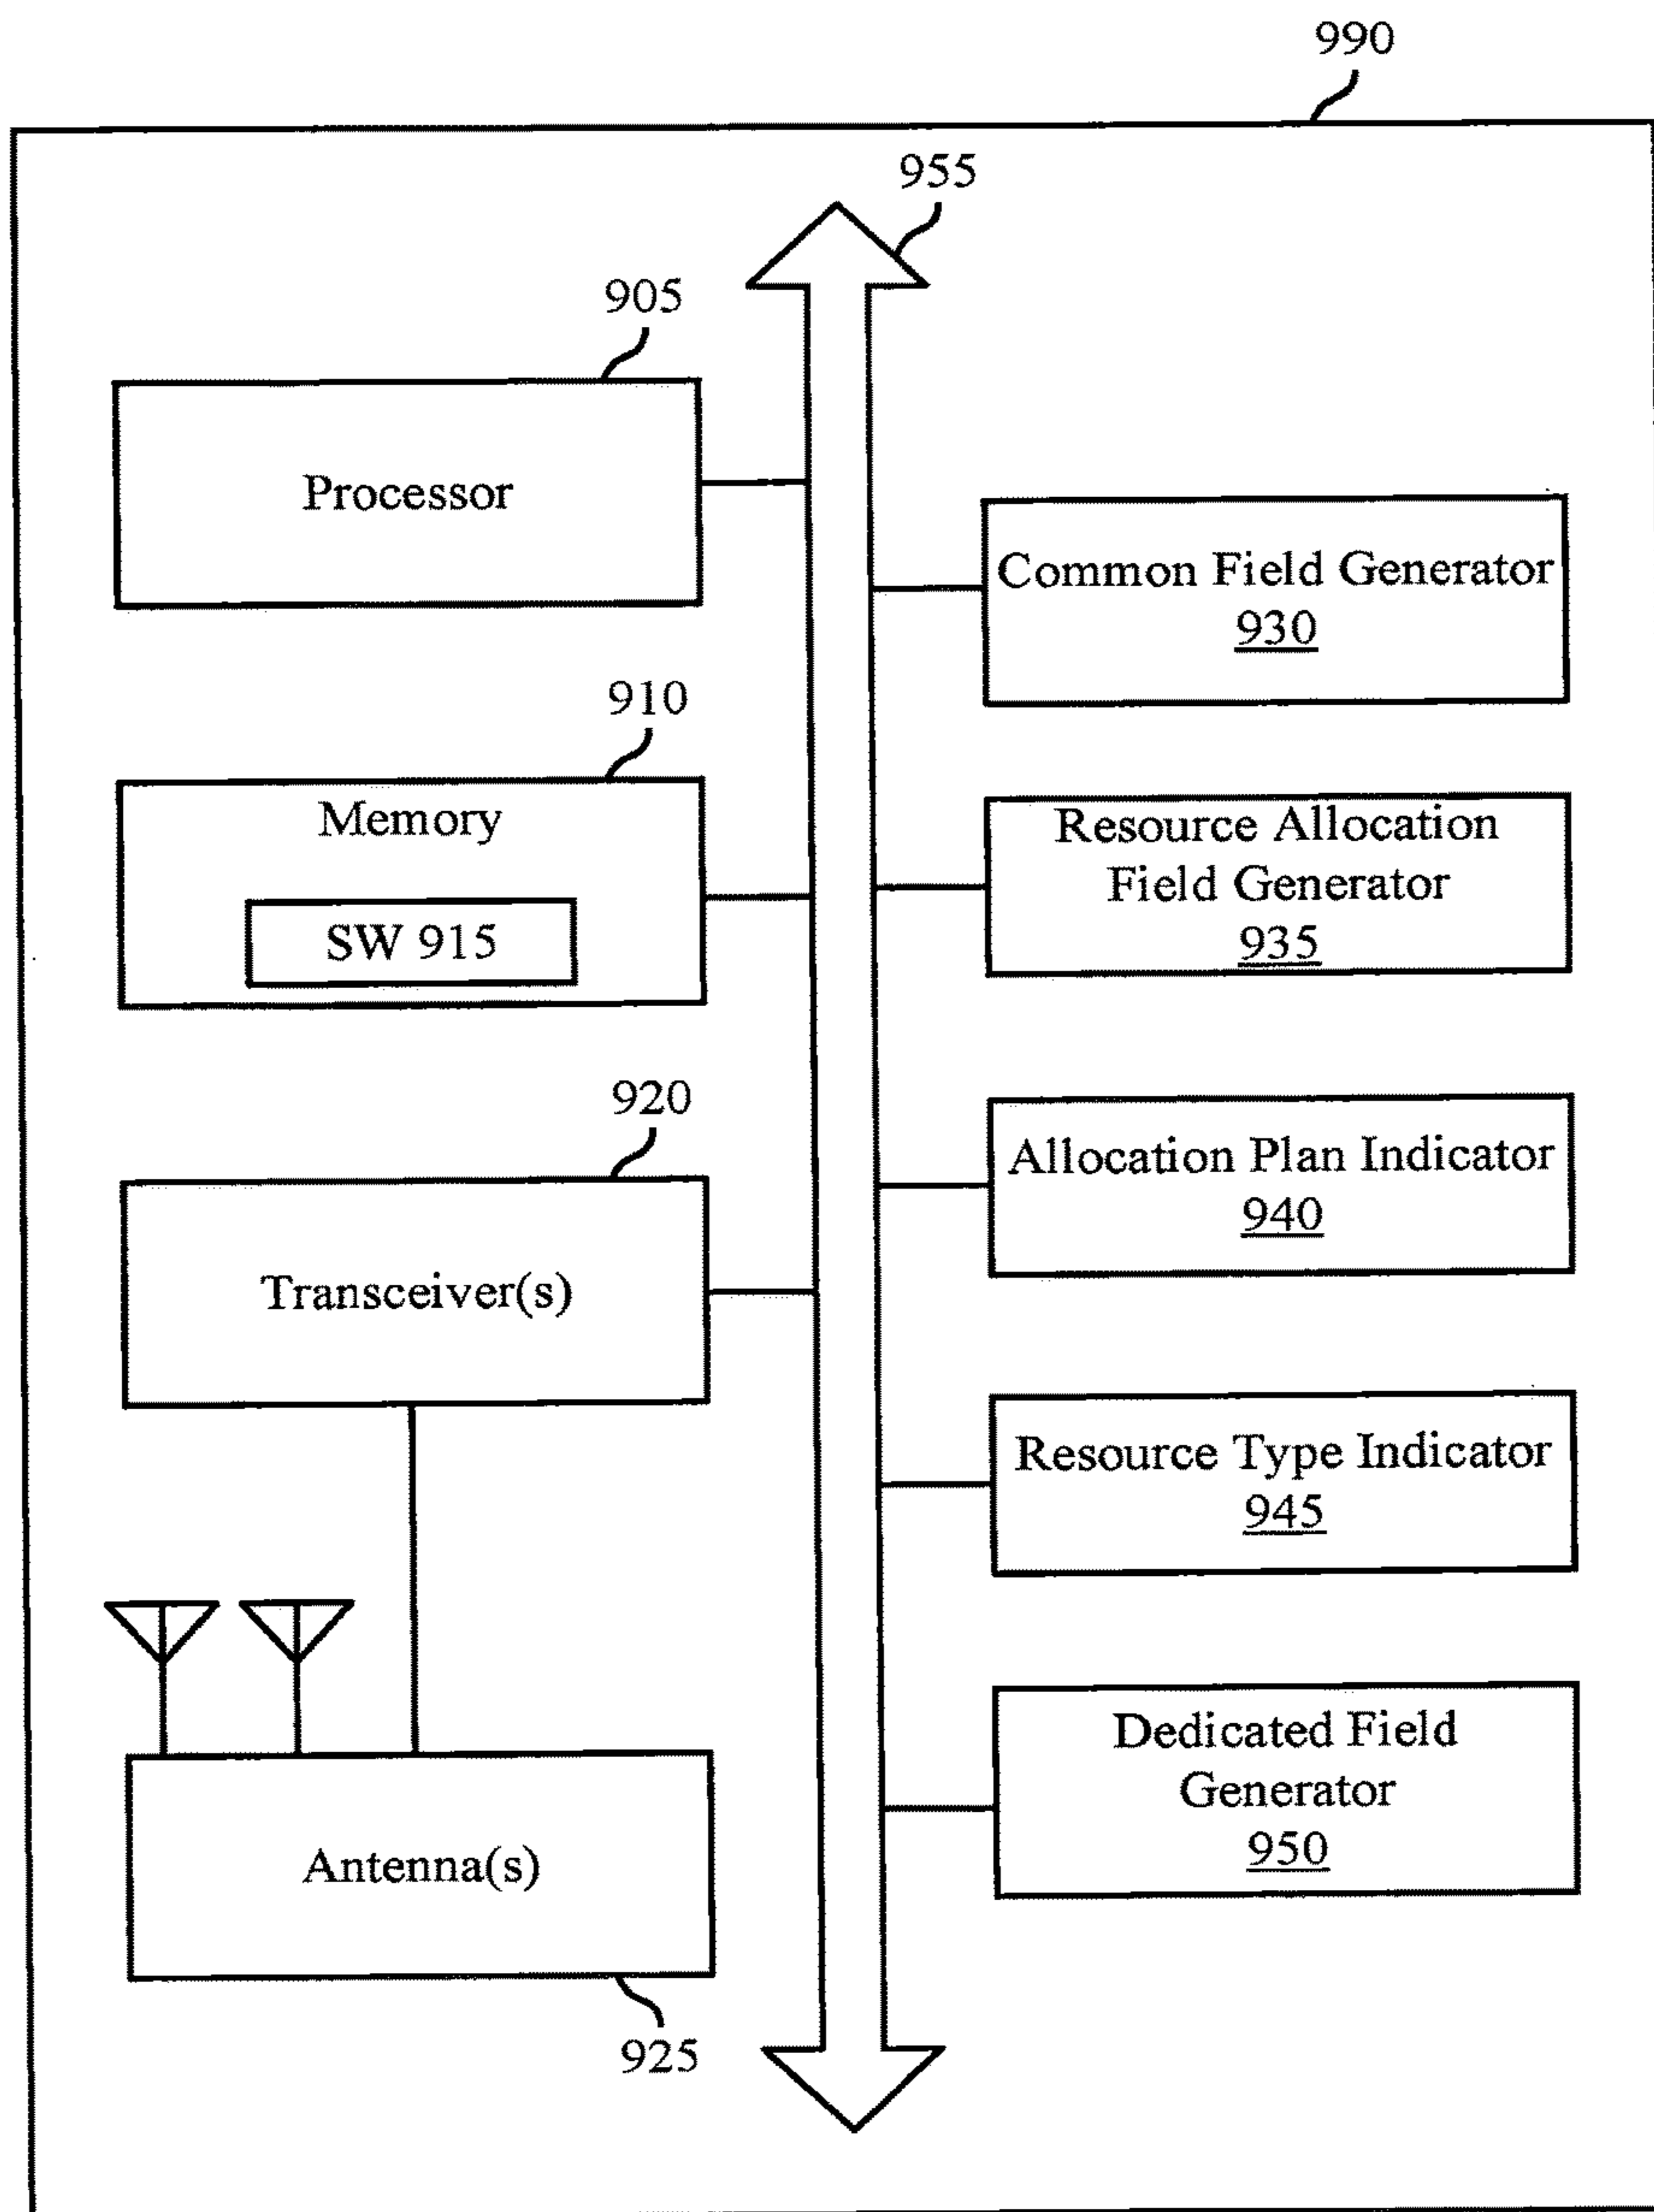 990
955
905
Processor
Common Field Generator
930
910
Memory
SW 915
Resource Allocation
Field Generator
935
920
Transceiver(s)
Allocation Plan Indicator
940
Resource Type Indicator
945
Dedicated Field
Generator
950
Antenna(s)
925